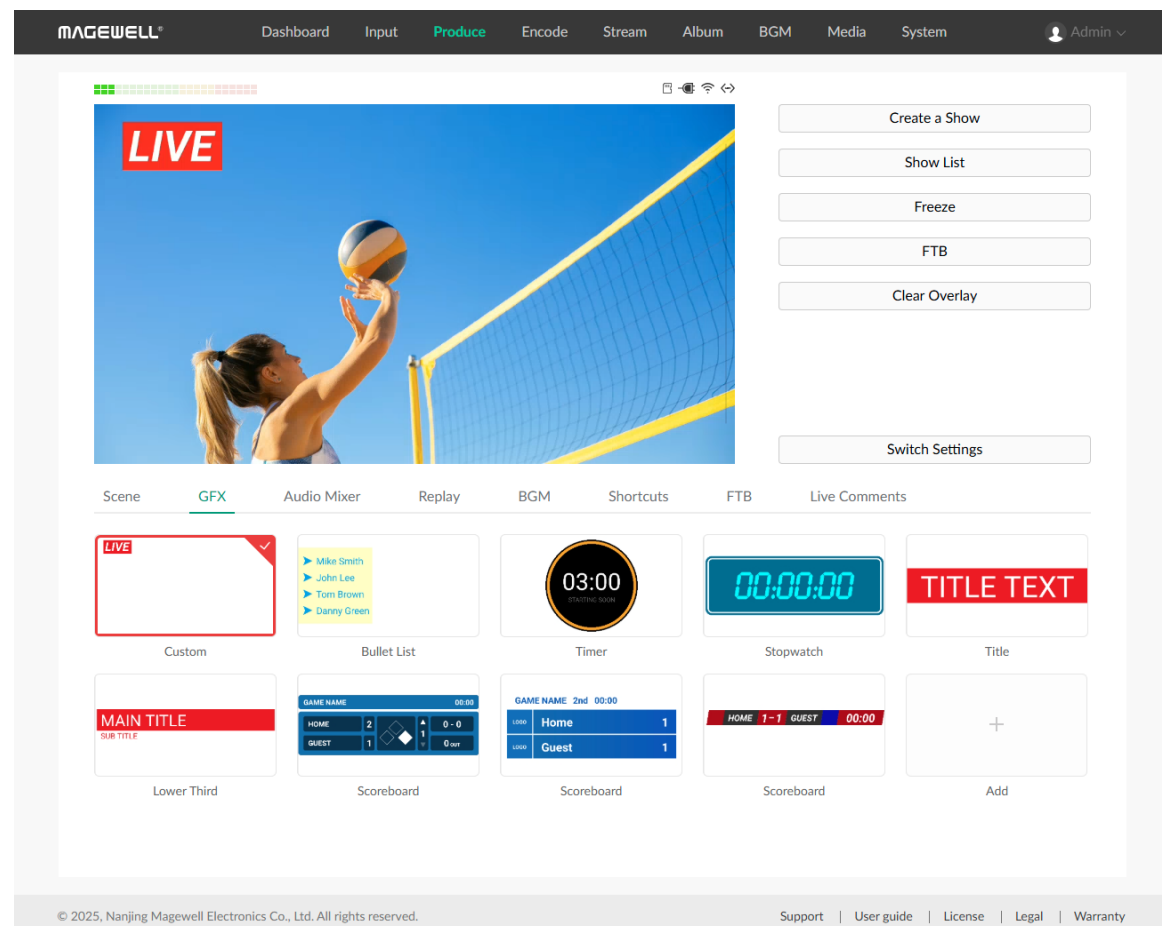 MAGEWELL®
Dashboard Input Produce Encode Stream Album BGM Media System Admin
LIVE
Create a Show
Show List
Freeze
FTB
Clear Overlay
Switch Settings
Scene GFX Audio Mixer Replay BGM Shortcuts FTB Live Comments
LIVE
Custom
Mike Smith
John Lee
Tom Brown
Danny Green
Bullet List
03:00
STARTING SOON
Timer
00:00:00
Stopwatch
TITLE TEXT
Title
MAIN TITLE
SUB TITLE
Lower Third
GAME NAME 00:00
HOME 2 1 0 - 0
GUEST 1 0 OUT
Scoreboard
GAME NAME 2nd 00:00
LOGO Home 1
LOGO Guest 1
Scoreboard
HOME 1-1 GUEST 00:00
Scoreboard
Add
© 2025, Nanjing Magewell Electronics Co., Ltd. All rights reserved.
Support | User guide | License | Legal | Warranty